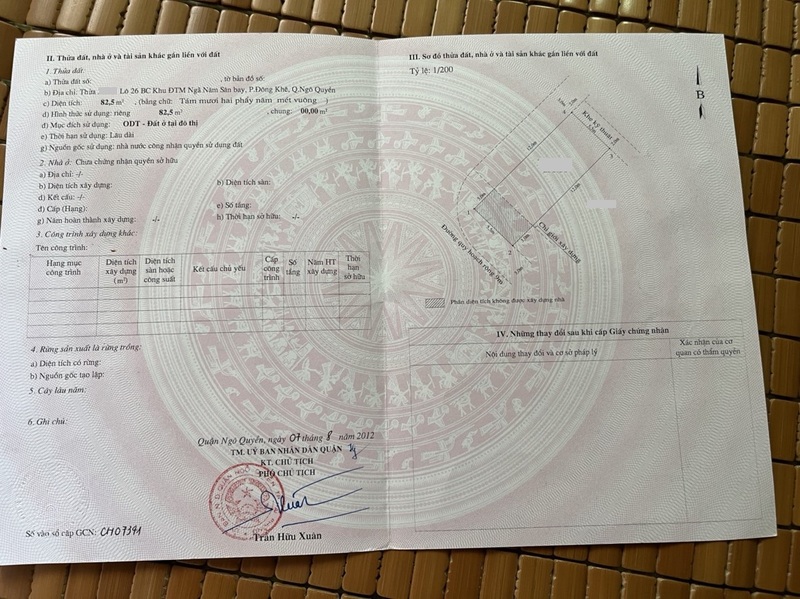 II. Thửa đất, nhà ở và tài sản khác gắn liền với đất
1. Thửa đất:
a) Thửa đất số: , tờ bản đồ số:
b) Địa chỉ: Thửa Lô 26 BC Khu ĐTM Ngã Năm Sân bay, P.Đông Khê, Q.Ngô Quyền
c) Diện tích: 82,5 m², (bằng chữ: Tám mươi hai phẩy năm mét vuông )
d) Hình thức sử dụng: riêng 82,5 m² , chung: 00,00 m²
đ) Mục đích sử dụng: ODT - Đất ở tại đô thị
e) Thời hạn sử dụng: Lâu dài
g) Nguồn gốc sử dụng: nhà nước công nhận quyền sử dụng đất
2. Nhà ở: Chưa chứng nhận quyền sở hữu
a) Địa chỉ: -/-
b) Diện tích xây dựng: b) Diện tích sàn:
d) Kết cấu: -/-
đ) Cấp (Hạng): e) Số tầng:
g) Năm hoàn thành xây dựng: -/- h) Thời hạn sở hữu: -/-
3. Công trình xây dựng khác:
Tên công trình:
Hạng mục công trình Diện tích xây dựng (m²) Diện tích sàn hoặc công suất Kết cấu chủ yếu Cấp công trình Số tầng Năm HT xây dựng Thời hạn sở hữu
4. Rừng sản xuất là rừng trồng:
a) Diện tích có rừng:
b) Nguồn gốc tạo lập:
5. Cây lâu năm:
6. Ghi chú:
Quận Ngô Quyền, ngày 07 tháng 8 năm 2012
TM. UỶ BAN NHÂN DÂN QUẬN
KT. CHỦ TỊCH
PHÓ CHỦ TỊCH
Trần Hữu Xuân
Số vào sổ cấp GCN: CH07391
III. Sơ đồ thửa đất, nhà ở và tài sản khác gắn liền với đất
Tỷ lệ: 1/200
B
Khe kỹ thuật
Chỉ giới xây dựng
Đường quy hoạch rộng 9m
Phần diện tích không được xây dựng nhà
IV. Những thay đổi sau khi cấp Giấy chứng nhận
Nội dung thay đổi và cơ sở pháp lý
Xác nhận của cơ quan có thẩm quyền